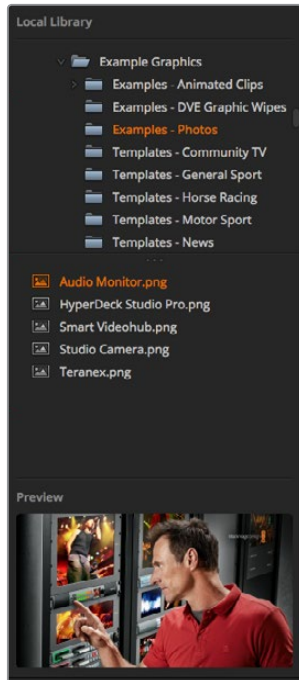 Local Library
Example Graphics
Examples - Animated Clips
Examples - DVE Graphic Wipes
Examples - Photos
Templates - Community TV
Templates - General Sport
Templates - Horse Racing
Templates - Motor Sport
Templates - News
Audio Monitor.png
HyperDeck Studio Pro.png
Smart Videohub.png
Studio Camera.png
Teranex.png
Preview